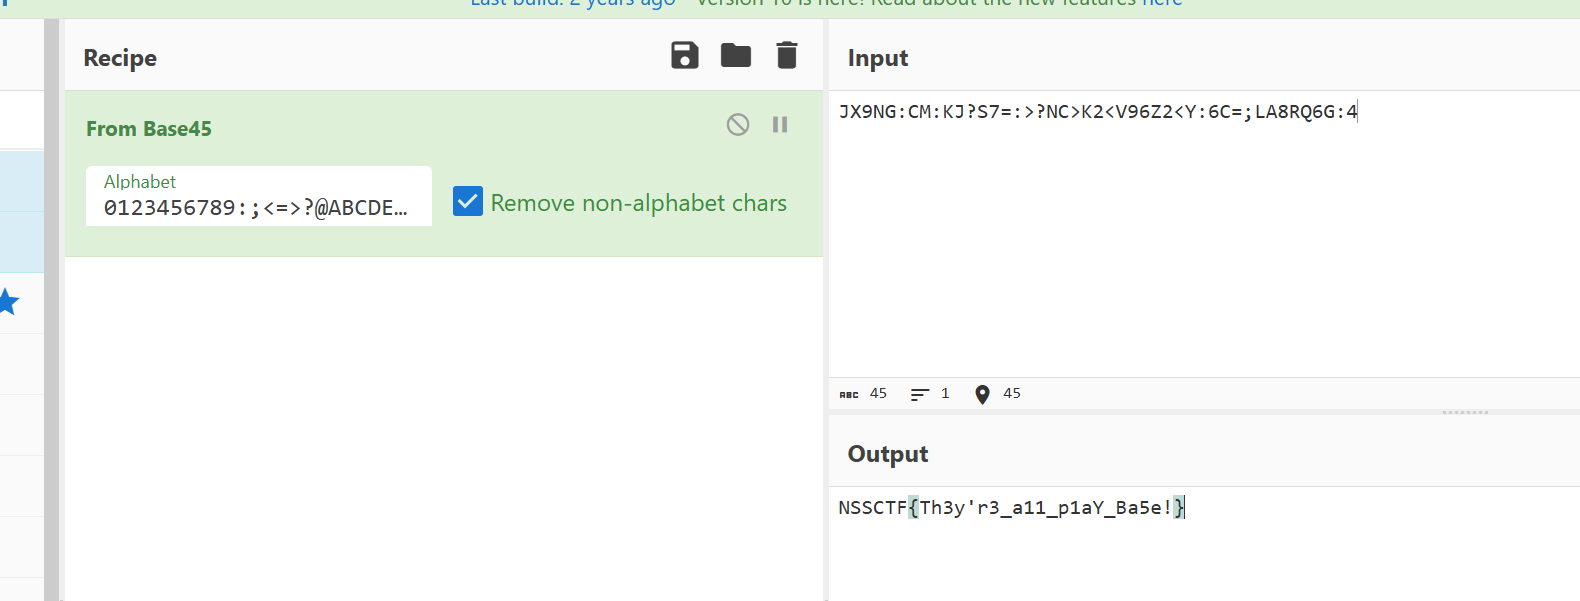 Last build: 2 years ago - Version 10 is here! Read about the new features here
Recipe
From Base45
Alphabet
0123456789:;<=>?@ABCDE…
Remove non-alphabet chars
Input
JX9NG:CM:KJ?S7=:>?NC>K2<V96Z2<Y:6C=;LA8RQ6G:4
ABC 45 1 45
Output
NSSCTF{Th3y'r3_a11_p1aY_Ba5e!}